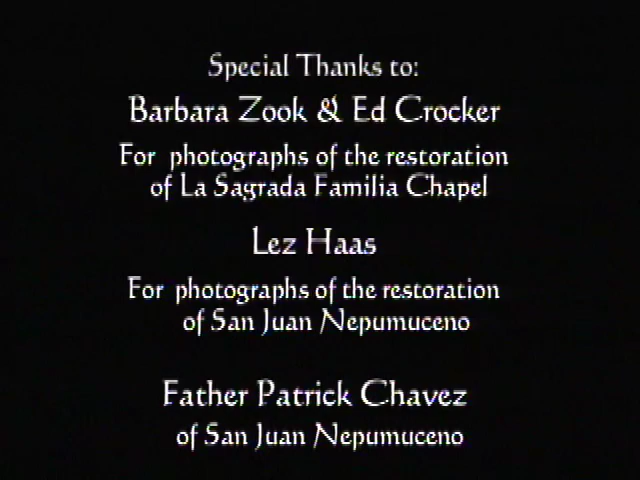 Special Thanks to:
Barbara Zook & Ed Crocker
For photographs of the restoration
of La Sagrada Familia Chapel
Lez Haas
For photographs of the restoration
of San Juan Nepumuceno
Father Patrick Chavez
of San Juan Nepumuceno